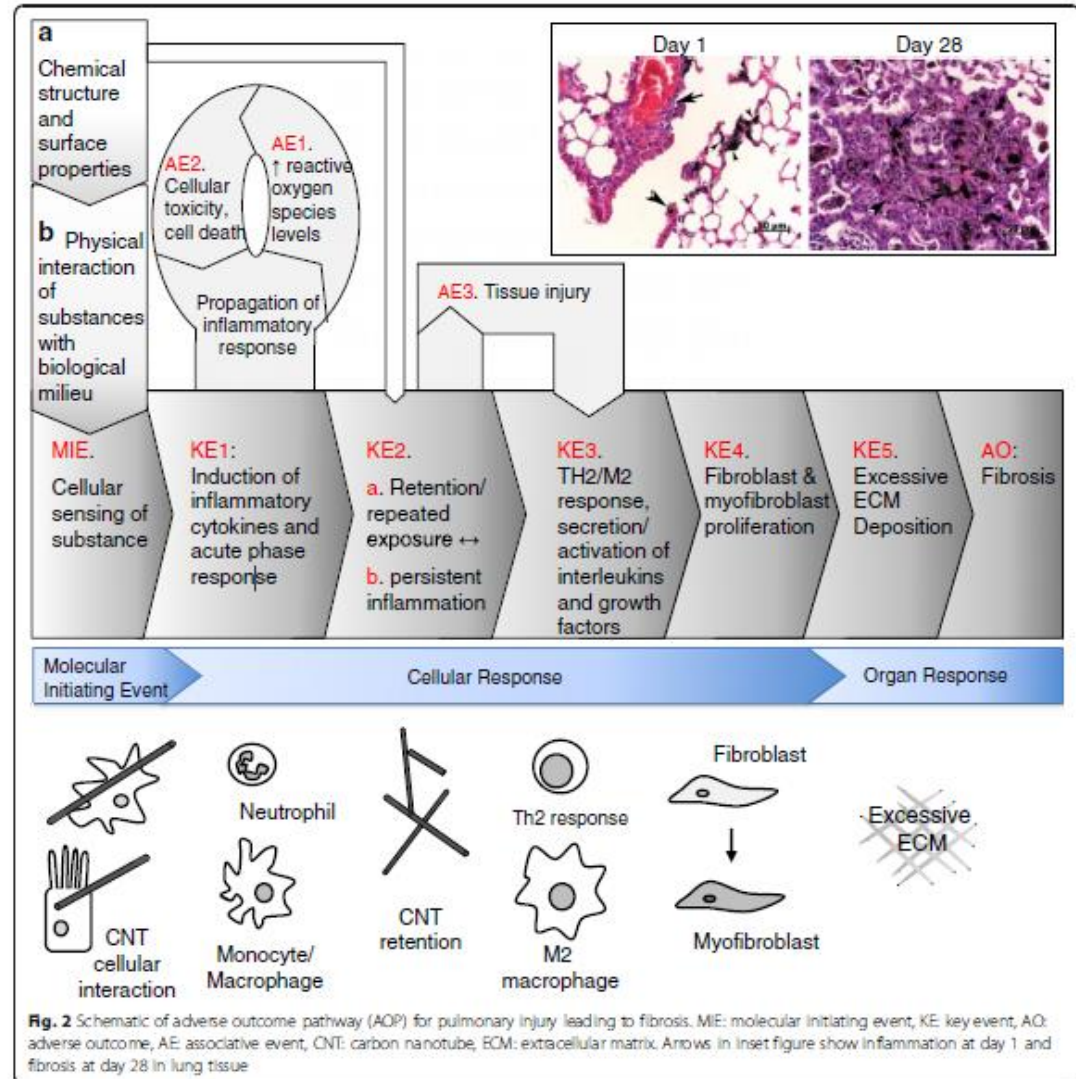 a
Chemical
structure
and
surface
properties
b Physical
interaction
of
substances
with
biological
milieu
AE2.
Cellular
toxicity,
cell death
AE1.
↑ reactive
oxygen
species
levels
Propagation of
inflammatory
response
Day 1
Day 28
AE3. Tissue injury
MIE.
Cellular
sensing of
substance
KE1:
Induction of
inflammatory
cytokines and
acute phase
response
KE2.
a. Retention/
repeated
exposure ↔
b. persistent
inflammation
KE3.
TH2/M2
response,
secretion/
activation of
interleukins
and growth
factors
KE4.
Fibroblast &
myofibroblast
proliferation
KE5.
Excessive
ECM
Deposition
AO:
Fibrosis
Molecular
Initiating Event
Cellular Response
Organ Response
CNT
cellular
interaction
Neutrophil
Monocyte/
Macrophage
CNT
retention
Th2 response
M2
macrophage
Fibroblast
Myofibroblast
Excessive
ECM
Fig. 2 Schematic of adverse outcome pathway (AOP) for pulmonary injury leading to fibrosis. MIE: molecular initiating event, KE: key event, AO:
adverse outcome, AE: associative event, CNT: carbon nanotube, ECM: extracellular matrix. Arrows in inset figure show inflammation at day 1 and
fibrosis at day 28 in lung tissue